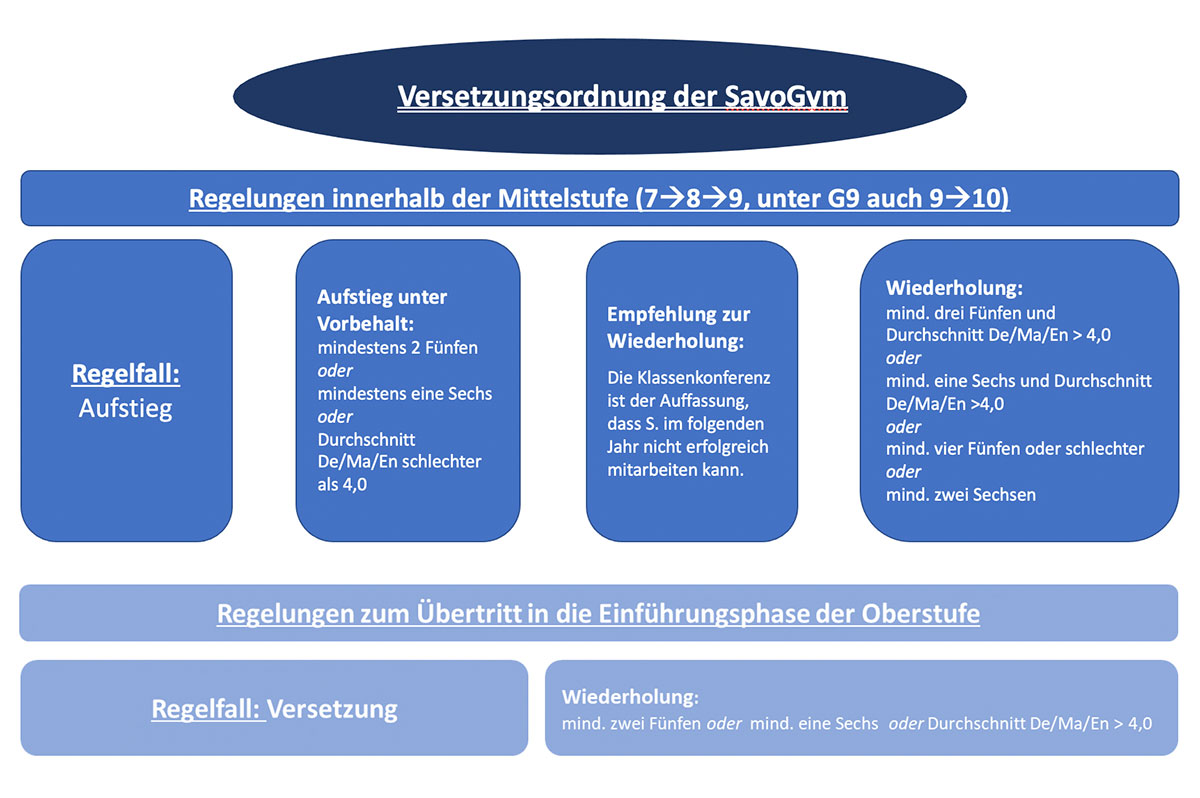 Versetzungsordnung der SavoGym
Regelungen innerhalb der Mittelstufe (7→8→9, unter G9 auch 9→10)
Regelfall:
Aufstieg
Aufstieg unter
Vorbehalt:
mindestens 2 Fünfen
oder
mindestens eine Sechs
oder
Durchschnitt
De/Ma/En schlechter
als 4,0
Empfehlung zur
Wiederholung:
Die Klassenkonferenz
ist der Auffassung,
dass S. im folgenden
Jahr nicht erfolgreich
mitarbeiten kann.
Wiederholung:
mind. drei Fünfen und
Durchschnitt De/Ma/En > 4,0
oder
mind. eine Sechs und Durchschnitt
De/Ma/En >4,0
oder
mind. vier Fünfen oder schlechter
oder
mind. zwei Sechsen
Regelungen zum Übertritt in die Einführungsphase der Oberstufe
Regelfall: Versetzung
Wiederholung:
mind. zwei Fünfen oder mind. eine Sechs oder Durchschnitt De/Ma/En > 4,0